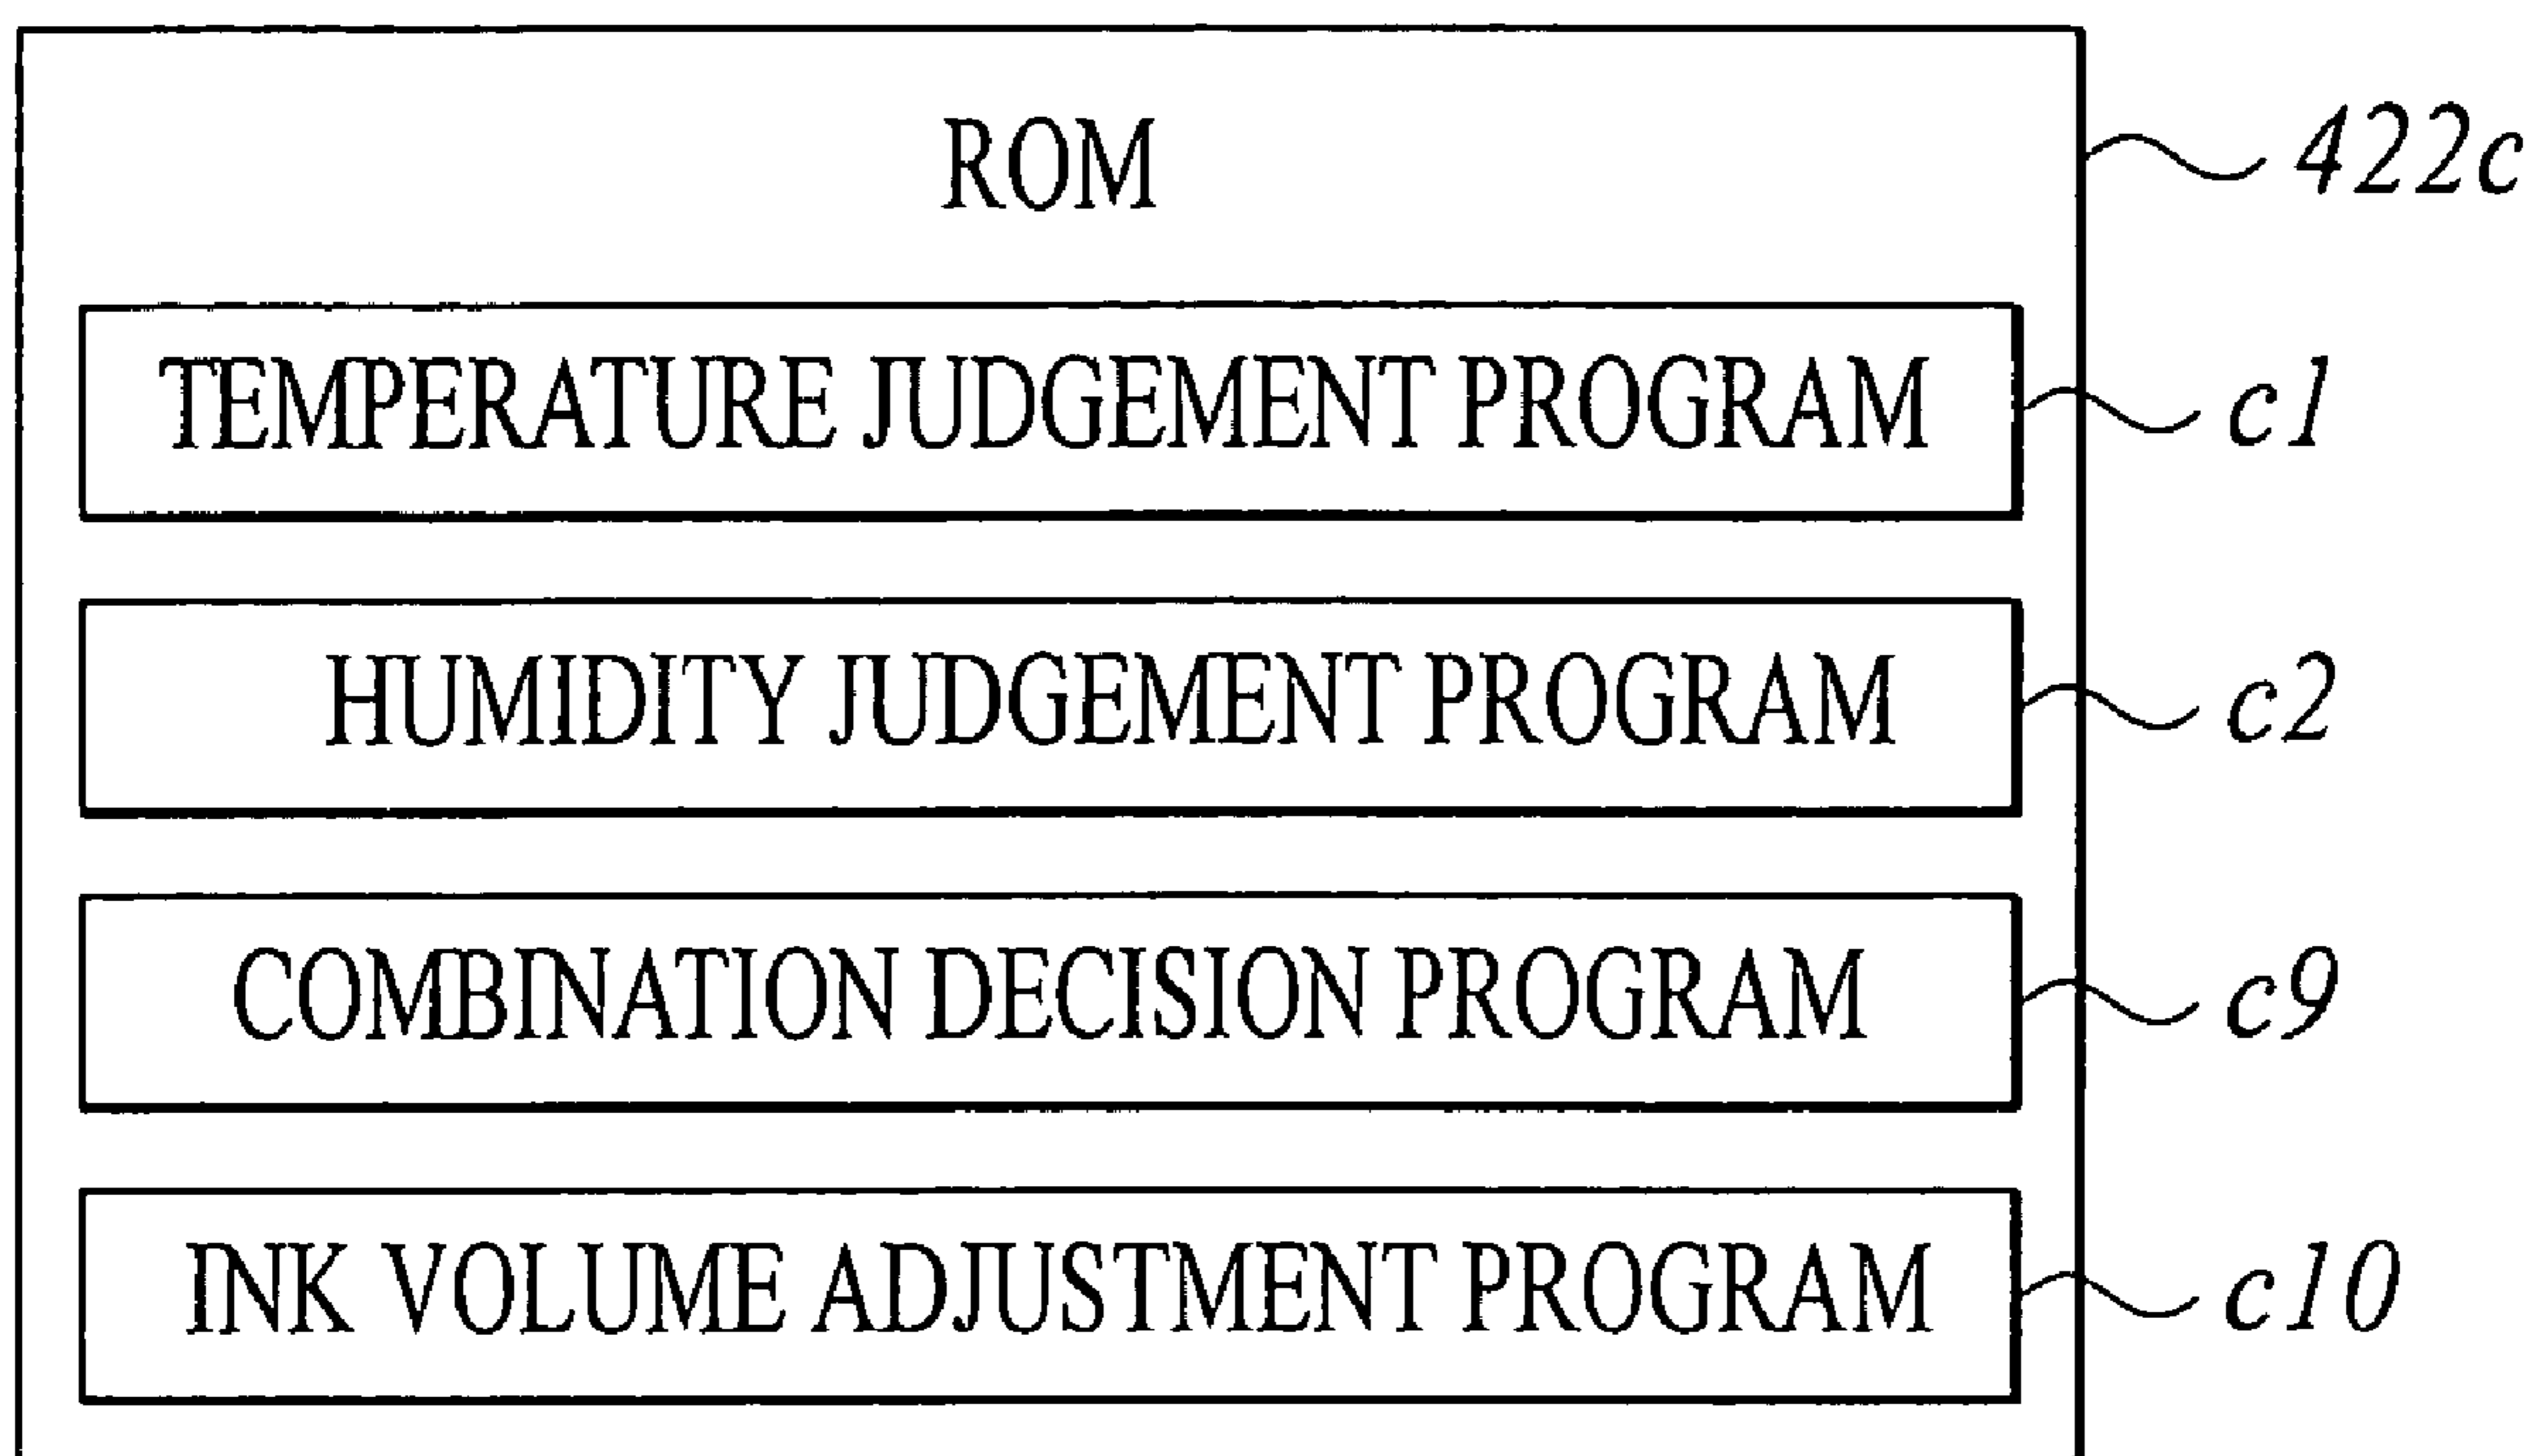 ROM 422c
TEMPERATURE JUDGEMENT PROGRAM c1
HUMIDITY JUDGEMENT PROGRAM c2
COMBINATION DECISION PROGRAM c9
INK VOLUME ADJUSTMENT PROGRAM c10